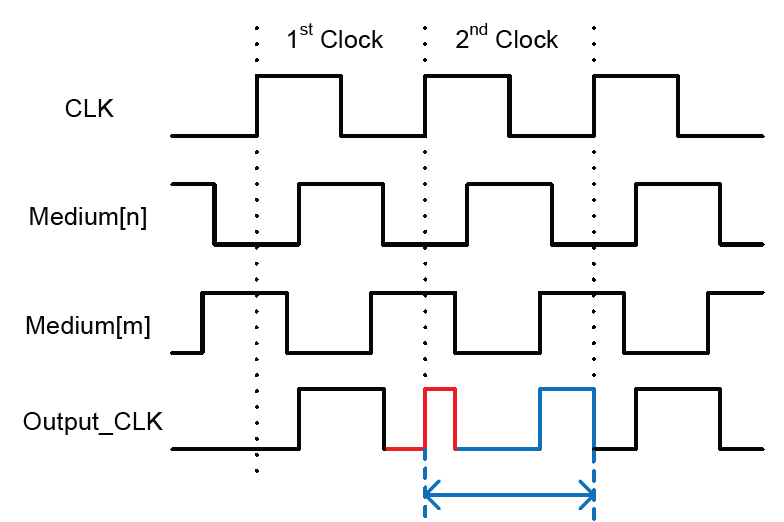 1st Clock
2nd Clock
CLK
Medium[n]
Medium[m]
Output_CLK